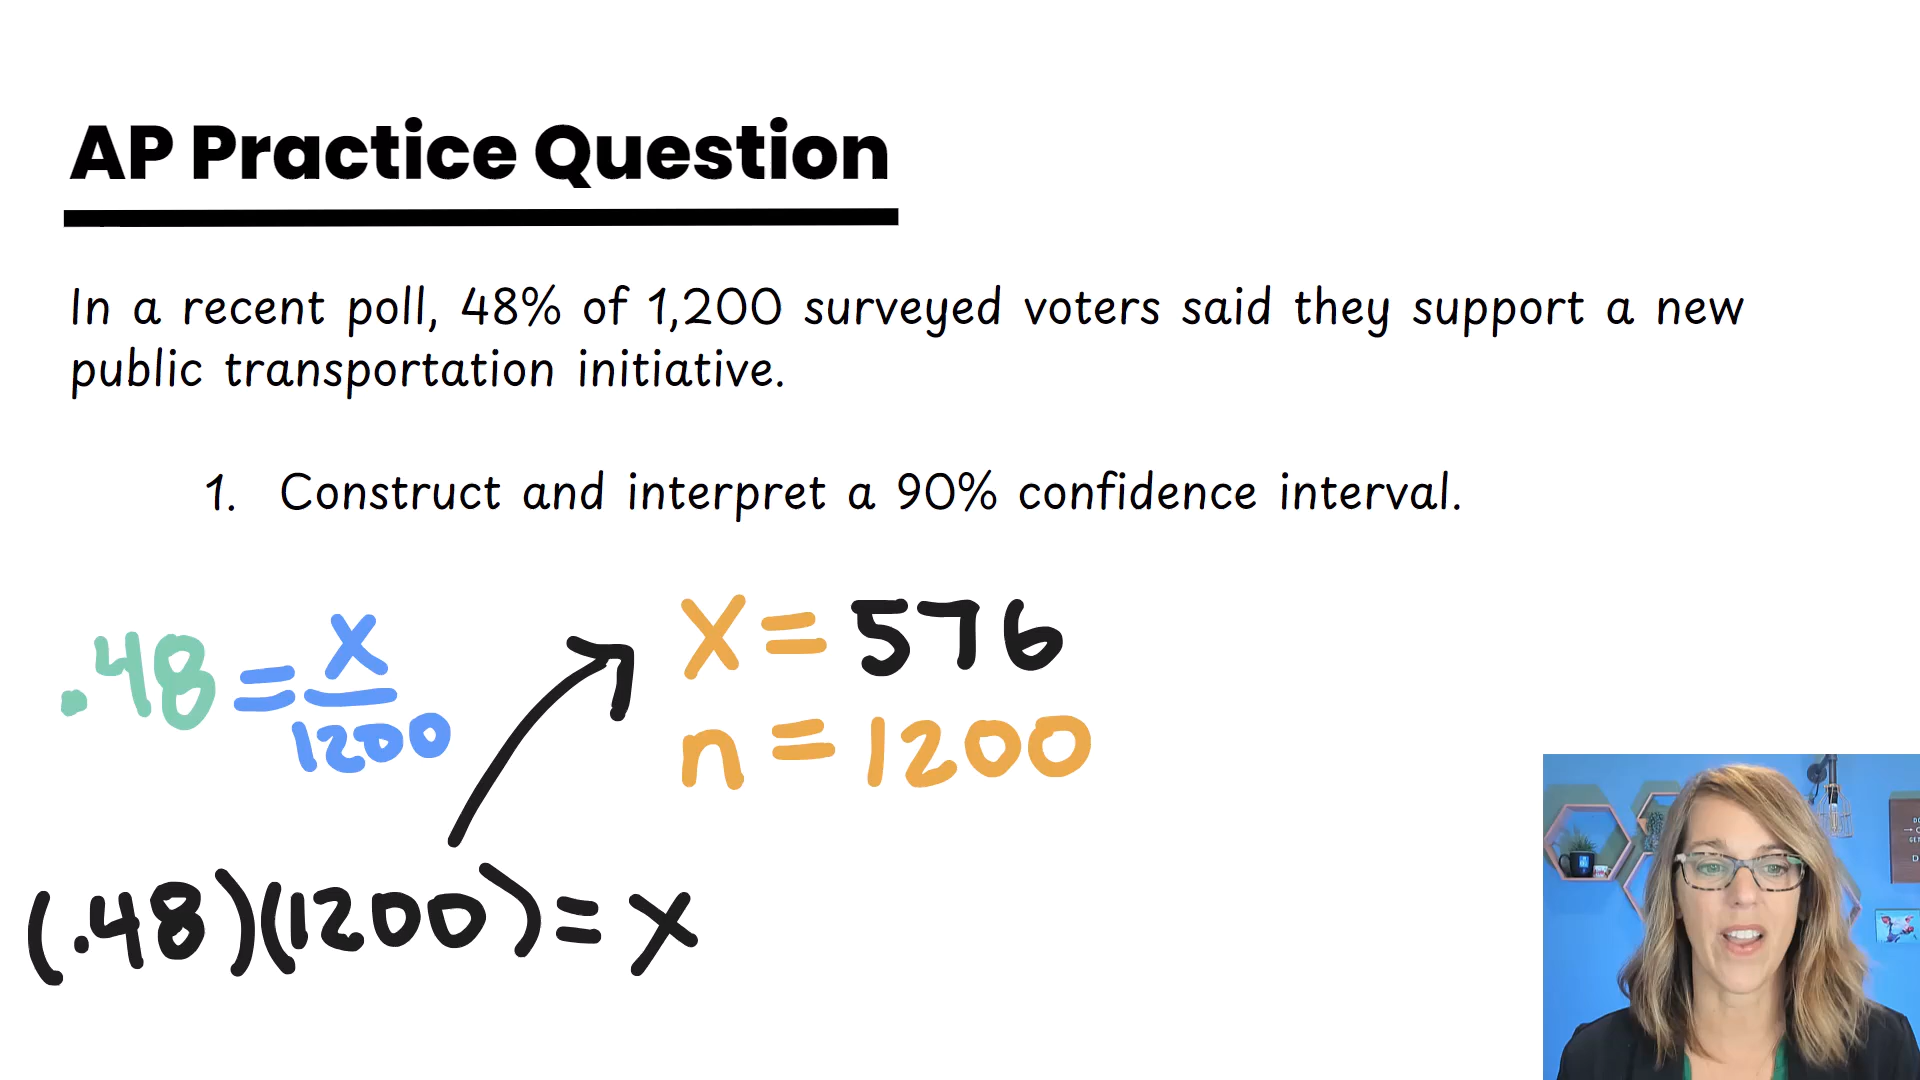 AP Practice Question
In a recent poll, 48% of 1,200 surveyed voters said they support a new
public transportation initiative.
1. Construct and interpret a 90% confidence interval.
.48 = x/1200
x = 576
n = 1200
(.48)(1200) = x